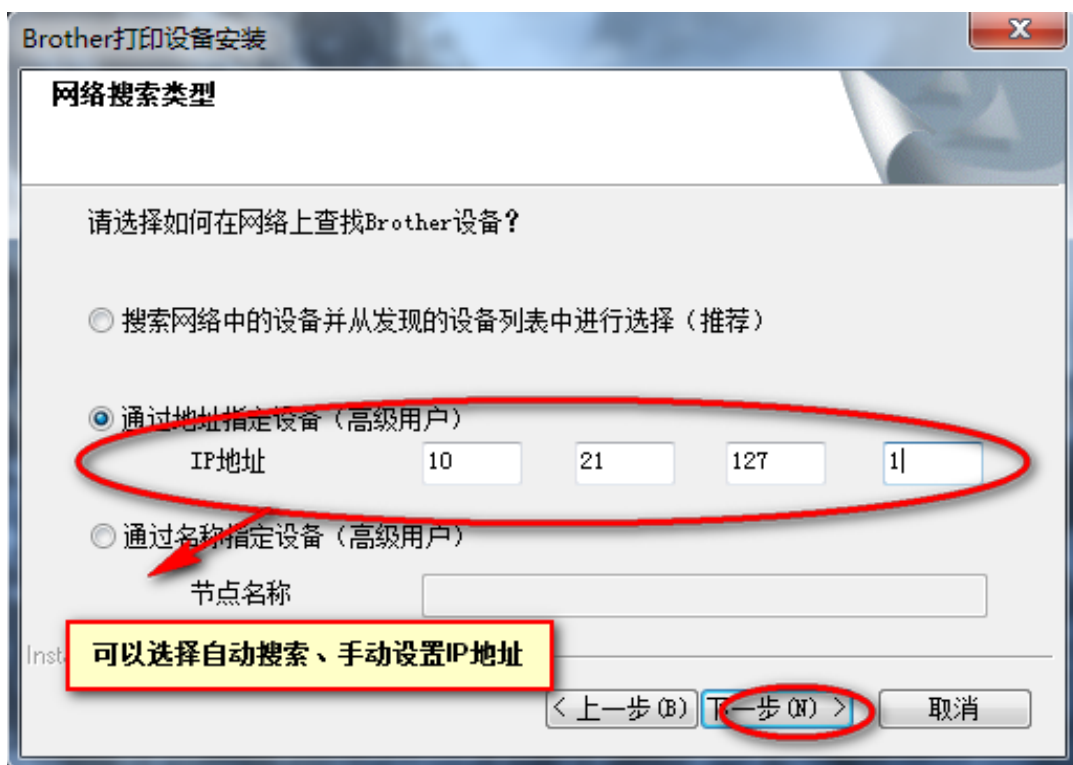 Brother打印设备安装
网络搜索类型
请选择如何在网络上查找Brother设备?
搜索网络中的设备并从发现的设备列表中进行选择（推荐）
通过地址指定设备（高级用户）
IP地址 10 21 127 1
通过名称指定设备（高级用户）
节点名称
Inst
可以选择自动搜索、手动设置IP地址
< 上一步(B) 下一步(N) > 取消